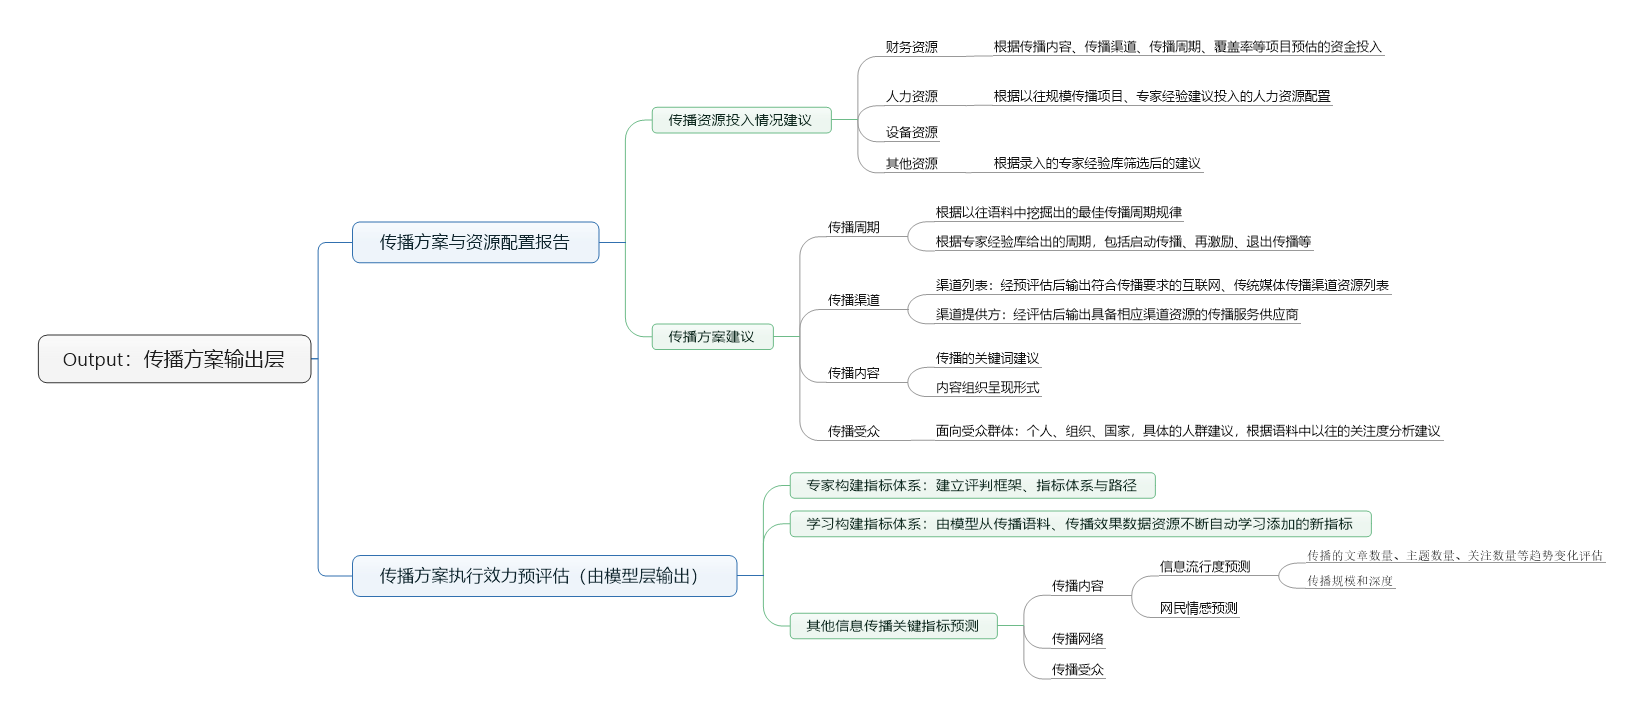 Output：传播方案输出层
传播方案与资源配置报告
传播资源投入情况建议
财务资源
根据传播内容、传播渠道、传播周期、覆盖率等项目预估的资金投入
人力资源
根据以往规模传播项目、专家经验建议投入的人力资源配置
设备资源
其他资源
根据录入的专家经验库筛选后的建议
传播方案建议
传播周期
根据以往语料中挖掘出的最佳传播周期规律
根据专家经验库给出的周期，包括启动传播、再激励、退出传播等
传播渠道
渠道列表：经预评估后输出符合传播要求的互联网、传统媒体传播渠道资源列表
渠道提供方：经评估后输出具备相应渠道资源的传播服务供应商
传播内容
传播的关键词建议
内容组织呈现形式
传播受众
面向受众群体：个人、组织、国家，具体的人群建议，根据语料中以往的关注度分析建议
传播方案执行效力预评估（由模型层输出）
专家构建指标体系：建立评判框架、指标体系与路径
学习构建指标体系：由模型从传播语料、传播效果数据资源不断自动学习添加的新指标
其他信息传播关键指标预测
传播内容
信息流行度预测
传播的文章数量、主题数量、关注数量等趋势变化评估
传播规模和深度
网民情感预测
传播网络
传播受众